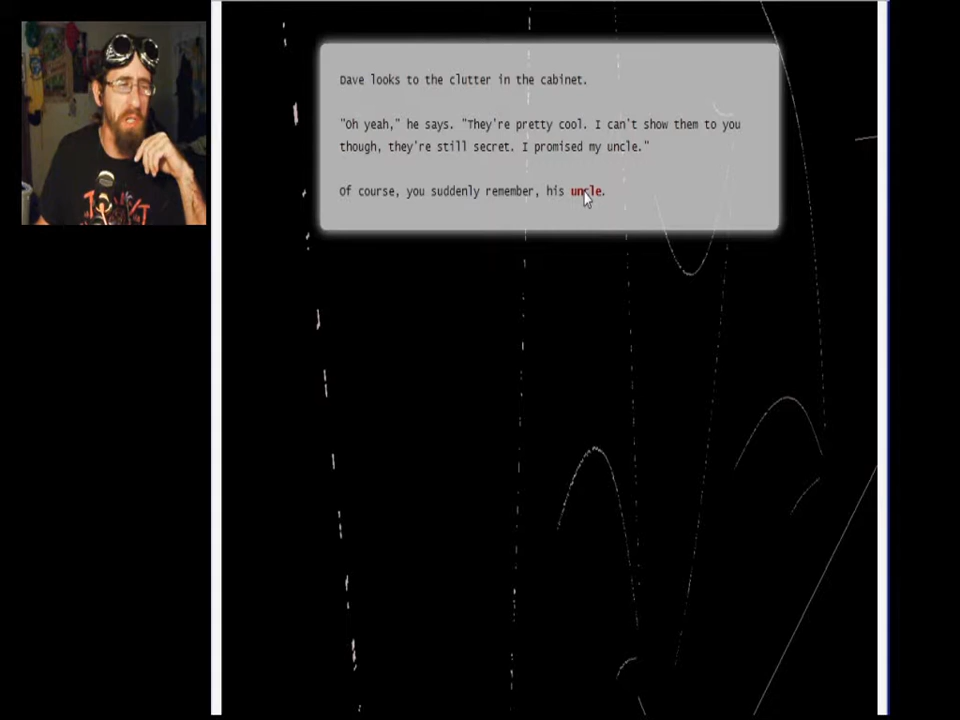 Dave looks to the clutter in the cabinet.
"Oh yeah," he says. "They're pretty cool. I can't show them to you
though, they're still secret. I promised my uncle."
Of course, you suddenly remember, his uncle.